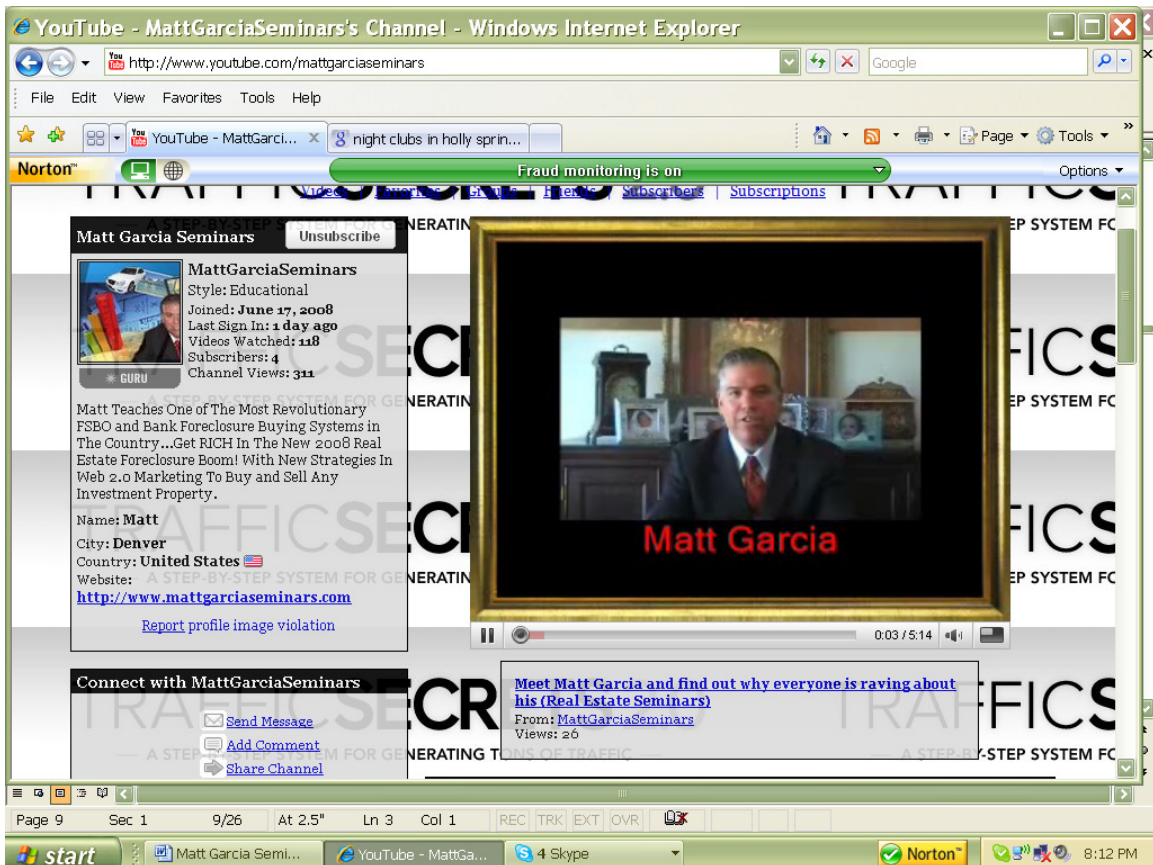 YouTube - MattGarciaSeminars's Channel - Windows Internet Explorer
http://www.youtube.com/mattgarciaseminars
Google
File Edit View Favorites Tools Help
YouTube - MattGarci... X
night clubs in holly sprin...
Page Tools »
Norton™
Fraud monitoring is on
Options
Videos | Favorites | Groups | Friends | Subscribers | Subscriptions
Matt Garcia Seminars
Unsubscribe
MattGarciaSeminars
Style: Educational
Joined: June 17, 2008
Last Sign In: 1 day ago
Videos Watched: 118
Subscribers: 4
Channel Views: 311
GURU
Matt Teaches One of The Most Revolutionary
FSBO and Bank Foreclosure Buying Systems in
The Country...Get RICH In The New 2008 Real
Estate Foreclosure Boom! With New Strategies In
Web 2.0 Marketing To Buy and Sell Any
Investment Property.
Name: Matt
City: Denver
Country: United States
Website:
http://www.mattgarciaseminars.com
Report profile image violation
Connect with MattGarciaSeminars
Send Message
Add Comment
Share Channel
Matt Garcia
0:03 / 5:14
Meet Matt Garcia and find out why everyone is raving about
his (Real Estate Seminars)
From: MattGarciaSeminars
Views: 26
TRAFFICSECR
A STEP-BY-STEP SYSTEM FOR GENERATING TONS OF TRAFFIC
A STEP-BY-STEP SYSTEM FO
Page 9 Sec 1 9/26 At 2.5" Ln 3 Col 1 REC TRK EXT OVR
start
Matt Garcia Semi...
YouTube - MattGa...
4 Skype
Norton™
8:12 PM